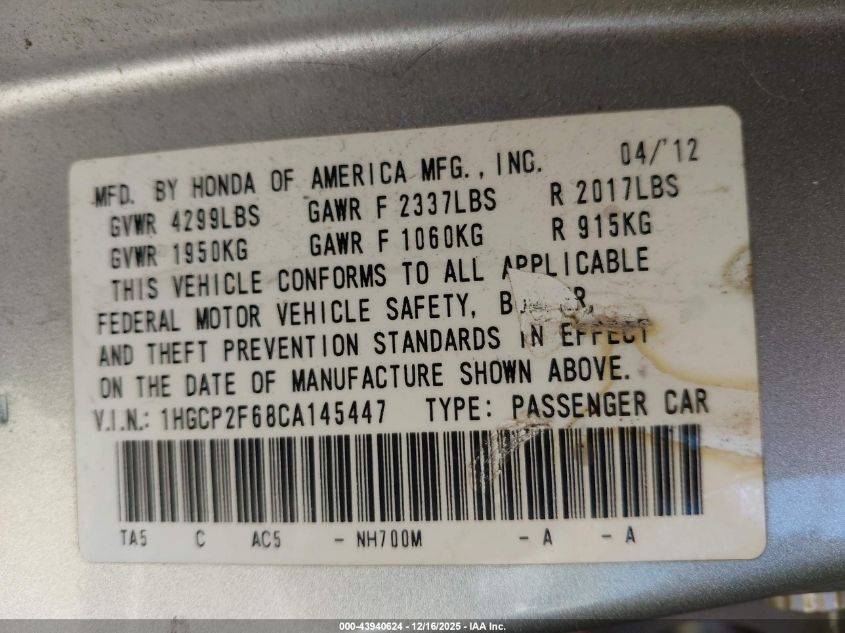 MFD. BY HONDA OF AMERICA MFG., INC. 04/'12
GVWR 4299LBS GAWR F 2337LBS R 2017LBS
GVWR 1950KG GAWR F 1060KG R 915KG
THIS VEHICLE CONFORMS TO ALL APPLICABLE
FEDERAL MOTOR VEHICLE SAFETY,
AND THEFT PREVENTION STANDARDS IN EFFECT
ON THE DATE OF MANUFACTURE SHOWN ABOVE.
V.I.N.: 1HGCP2F68CA145447 TYPE: PASSENGER CAR
TA5 C AC5 - NH700M - A - A
000-43940624 - 12/16/2025 - IAA Inc.